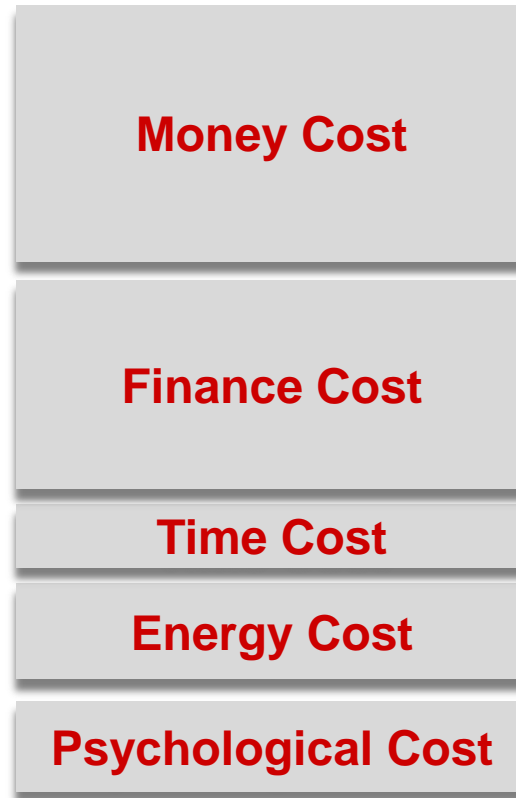 Money Cost
Finance Cost
Time Cost
Energy Cost
Psychological Cost